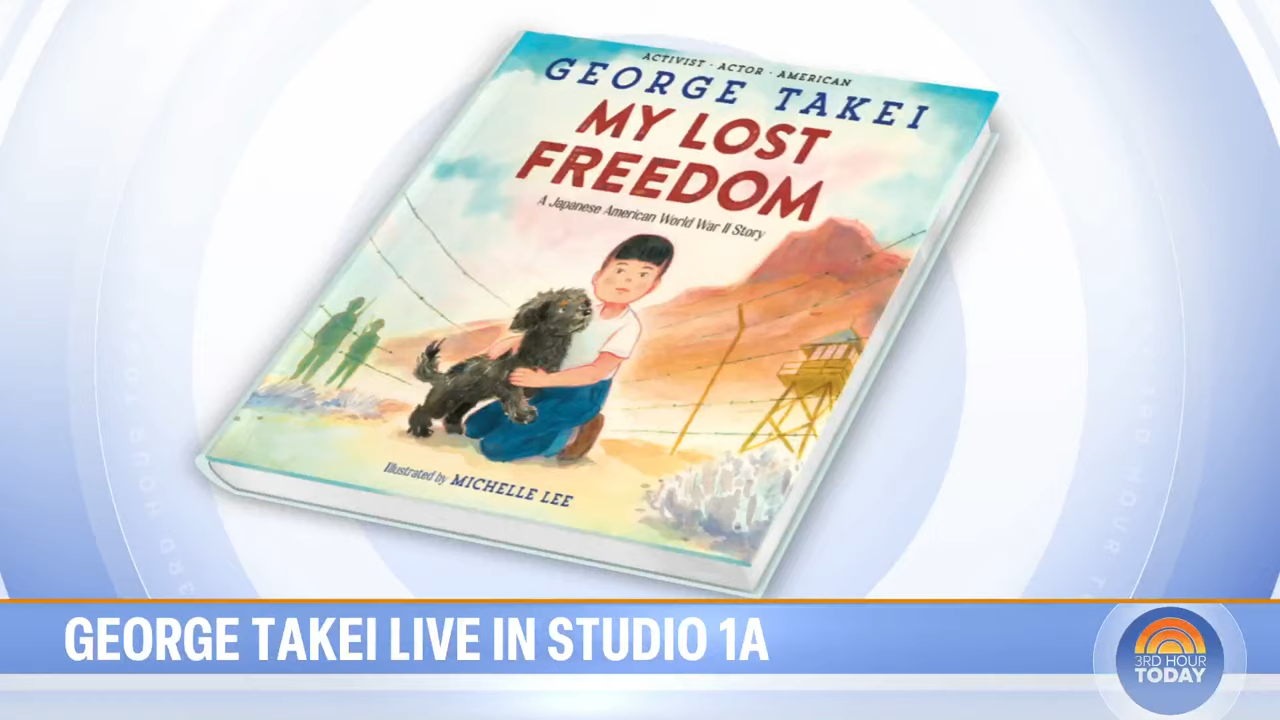 ACTIVIST · ACTOR · AMERICAN
GEORGE TAKEI
MY LOST
FREEDOM
A Japanese American World War II Story
Illustrated by MICHELLE LEE
GEORGE TAKEI LIVE IN STUDIO 1A
3RD HOUR
TODAY